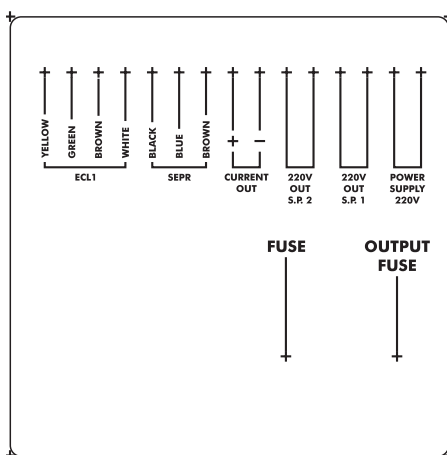 YELLOW
GREEN
BROWN
WHITE
BLACK
BLUE
BROWN
+ −
ECL1
SEPR
CURRENT
OUT
220V
OUT
S.P. 2
220V
OUT
S.P. 1
POWER
SUPPLY
220V
FUSE
OUTPUT
FUSE